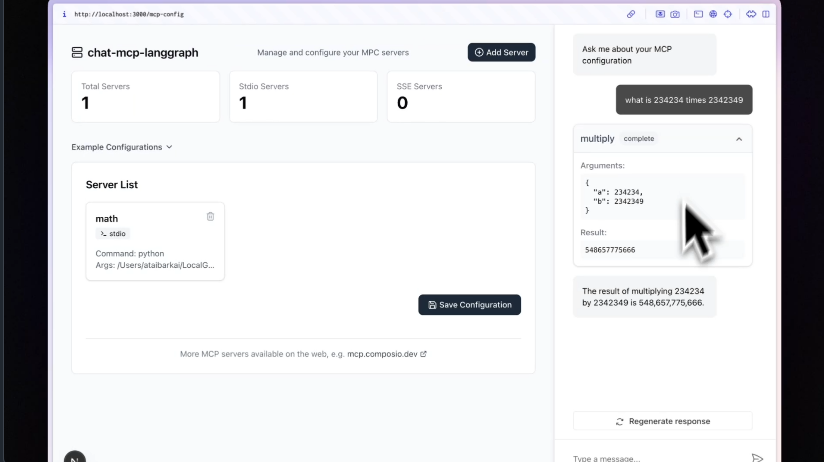 http://localhost:3000/mcp-config
chat-mcp-langgraph
Manage and configure your MPC servers
Add Server
Total Servers
1
Stdio Servers
1
SSE Servers
0
Example Configurations
Server List
math
stdio
Command: python
Args: /Users/ataibarkai/LocalG...
Save Configuration
More MCP servers available on the web, e.g. mcp.composio.dev
Ask me about your MCP
configuration
what is 234234 times 2342349
multiply complete
Arguments:
{
"a": 234234,
"b": 2342349
}
Result:
548657775666
The result of multiplying 234234
by 2342349 is 548,657,775,666.
Regenerate response
Type a message...
N